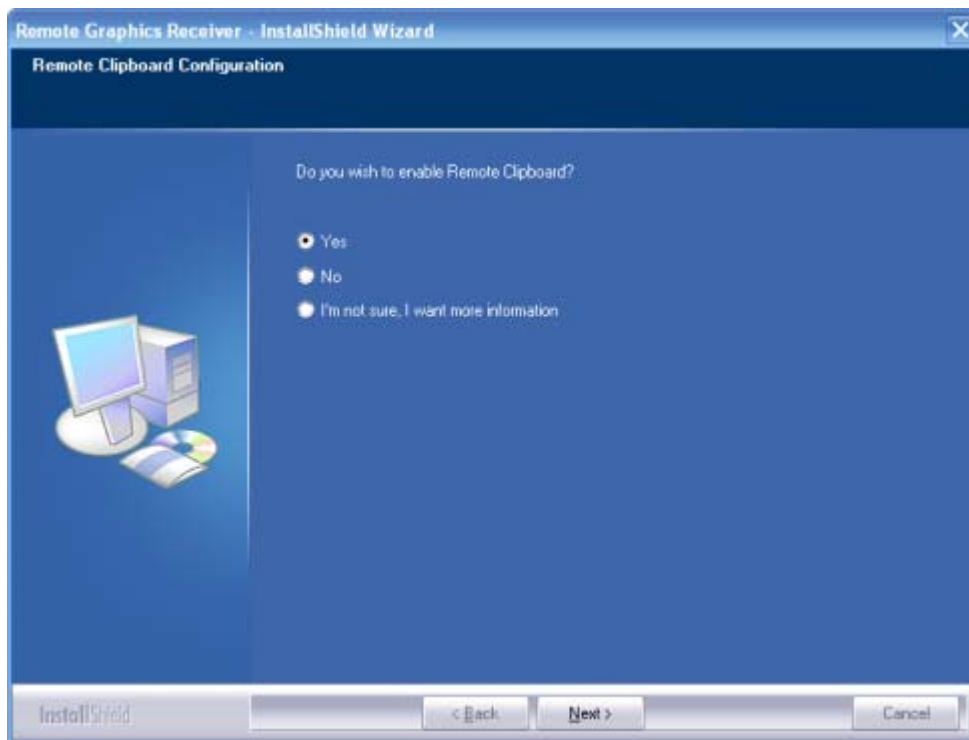 Remote Graphics Receiver - InstallShield Wizard
Remote Clipboard Configuration
Do you wish to enable Remote Clipboard?
Yes
No
I'm not sure, I want more information
InstallShield
< Back
Next >
Cancel